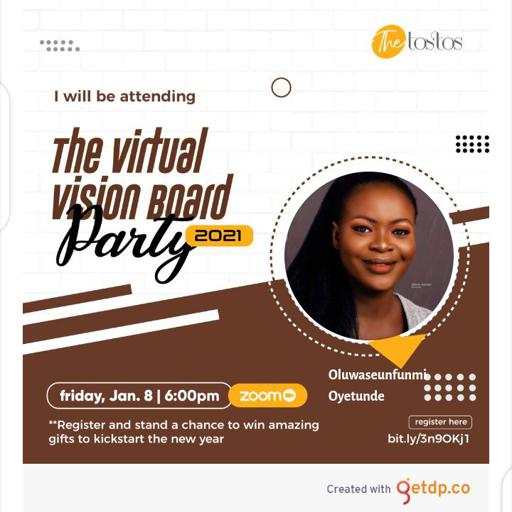 The tostos
I will be attending
The Virtual
Vision Board
Party 2021
Oluwaseunfunmi
Oyetunde
friday, Jan. 8 | 6:00pm zoom
**Register and stand a chance to win amazing
gifts to kickstart the new year
register here
bit.ly/3n9OKj1
Created with getdp.co